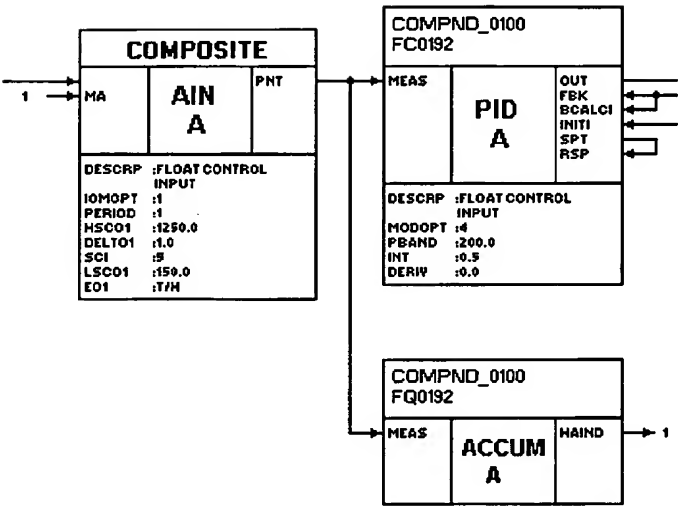 COMPOSITE
1
MA
AIN
A
PNT
DESCRP :FLOAT CONTROL
INPUT
IOMOPT :1
PERIOD :1
HSCO1 :1250.0
DELTO1 :1.0
SCI :5
LSCO1 :150.0
EO1 :T/H
COMPND_0100
FC0192
MEAS
PID
A
OUT
FBK
BCALCI
INITI
SPT
RSP
DESCRP :FLOAT CONTROL
INPUT
MODOPT :4
PBAND :200.0
INT :0.5
DERIV :0.0
COMPND_0100
FQ0192
MEAS
ACCUM
A
HAIND
1